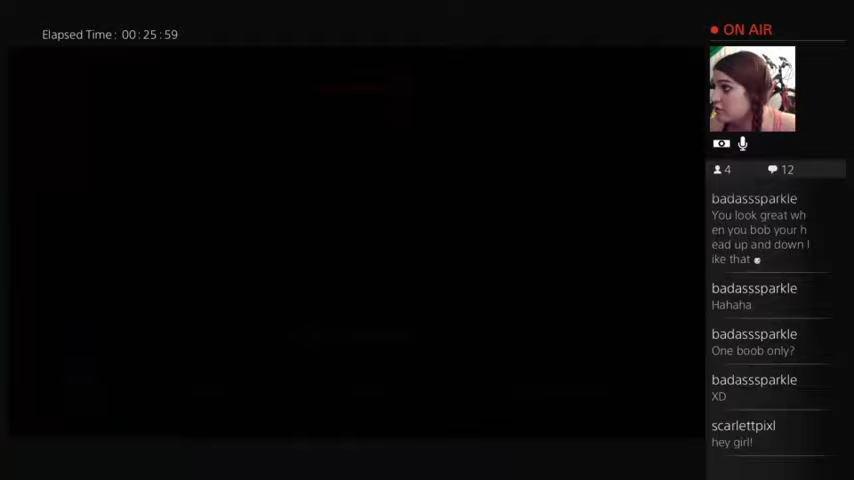 Elapsed Time: 00:25:59
ON AIR
4
12
badasssparkle
You look great wh
en you bob your h
ead up and down l
ike that
badasssparkle
Hahaha
badasssparkle
One boob only?
badasssparkle
XD
scarlettpixl
hey girl!